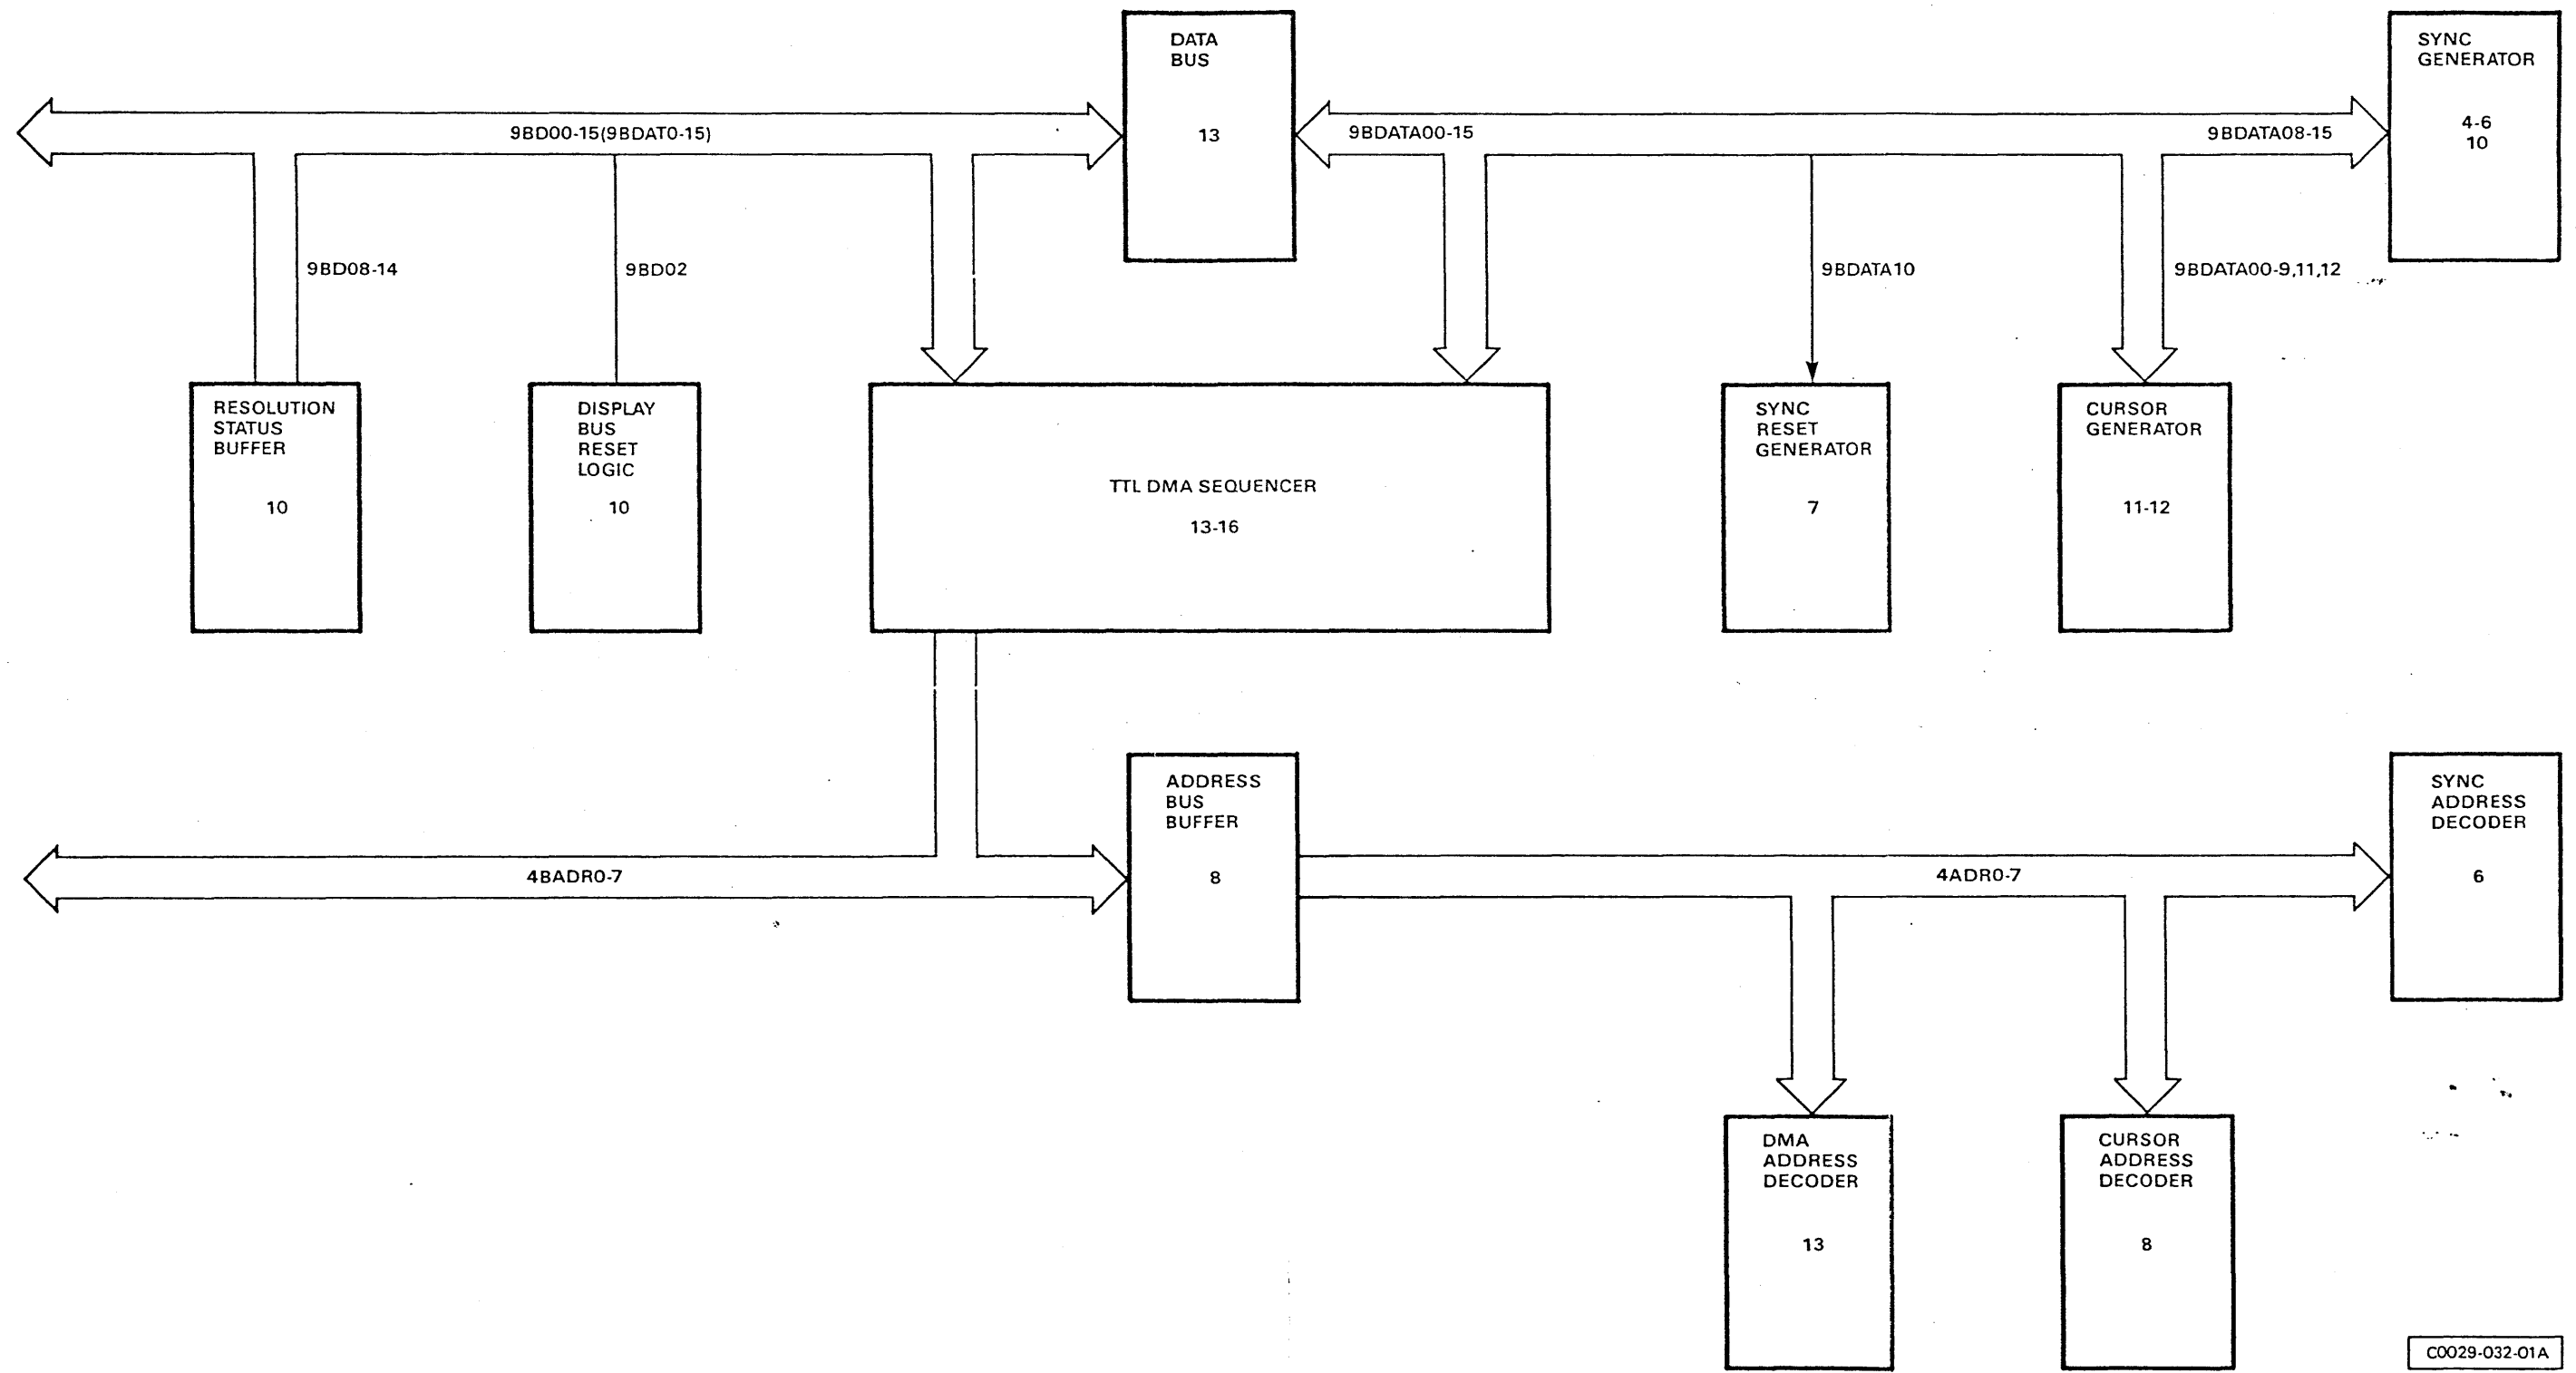 DATA
BUS
13
SYNC
GENERATOR
4-6
10
9BD00-15(9BDAT0-15)
9BDATA00-15
9BDATA08-15
9BD08-14
9BD02
9BDATA10
9BDATA00-9,11,12
RESOLUTION
STATUS
BUFFER
10
DISPLAY
BUS
RESET
LOGIC
10
TTL DMA SEQUENCER
13-16
SYNC
RESET
GENERATOR
7
CURSOR
GENERATOR
11-12
ADDRESS
BUS
BUFFER
8
SYNC
ADDRESS
DECODER
6
4BADR0-7
4ADR0-7
DMA
ADDRESS
DECODER
13
CURSOR
ADDRESS
DECODER
8
C0029-032-01A